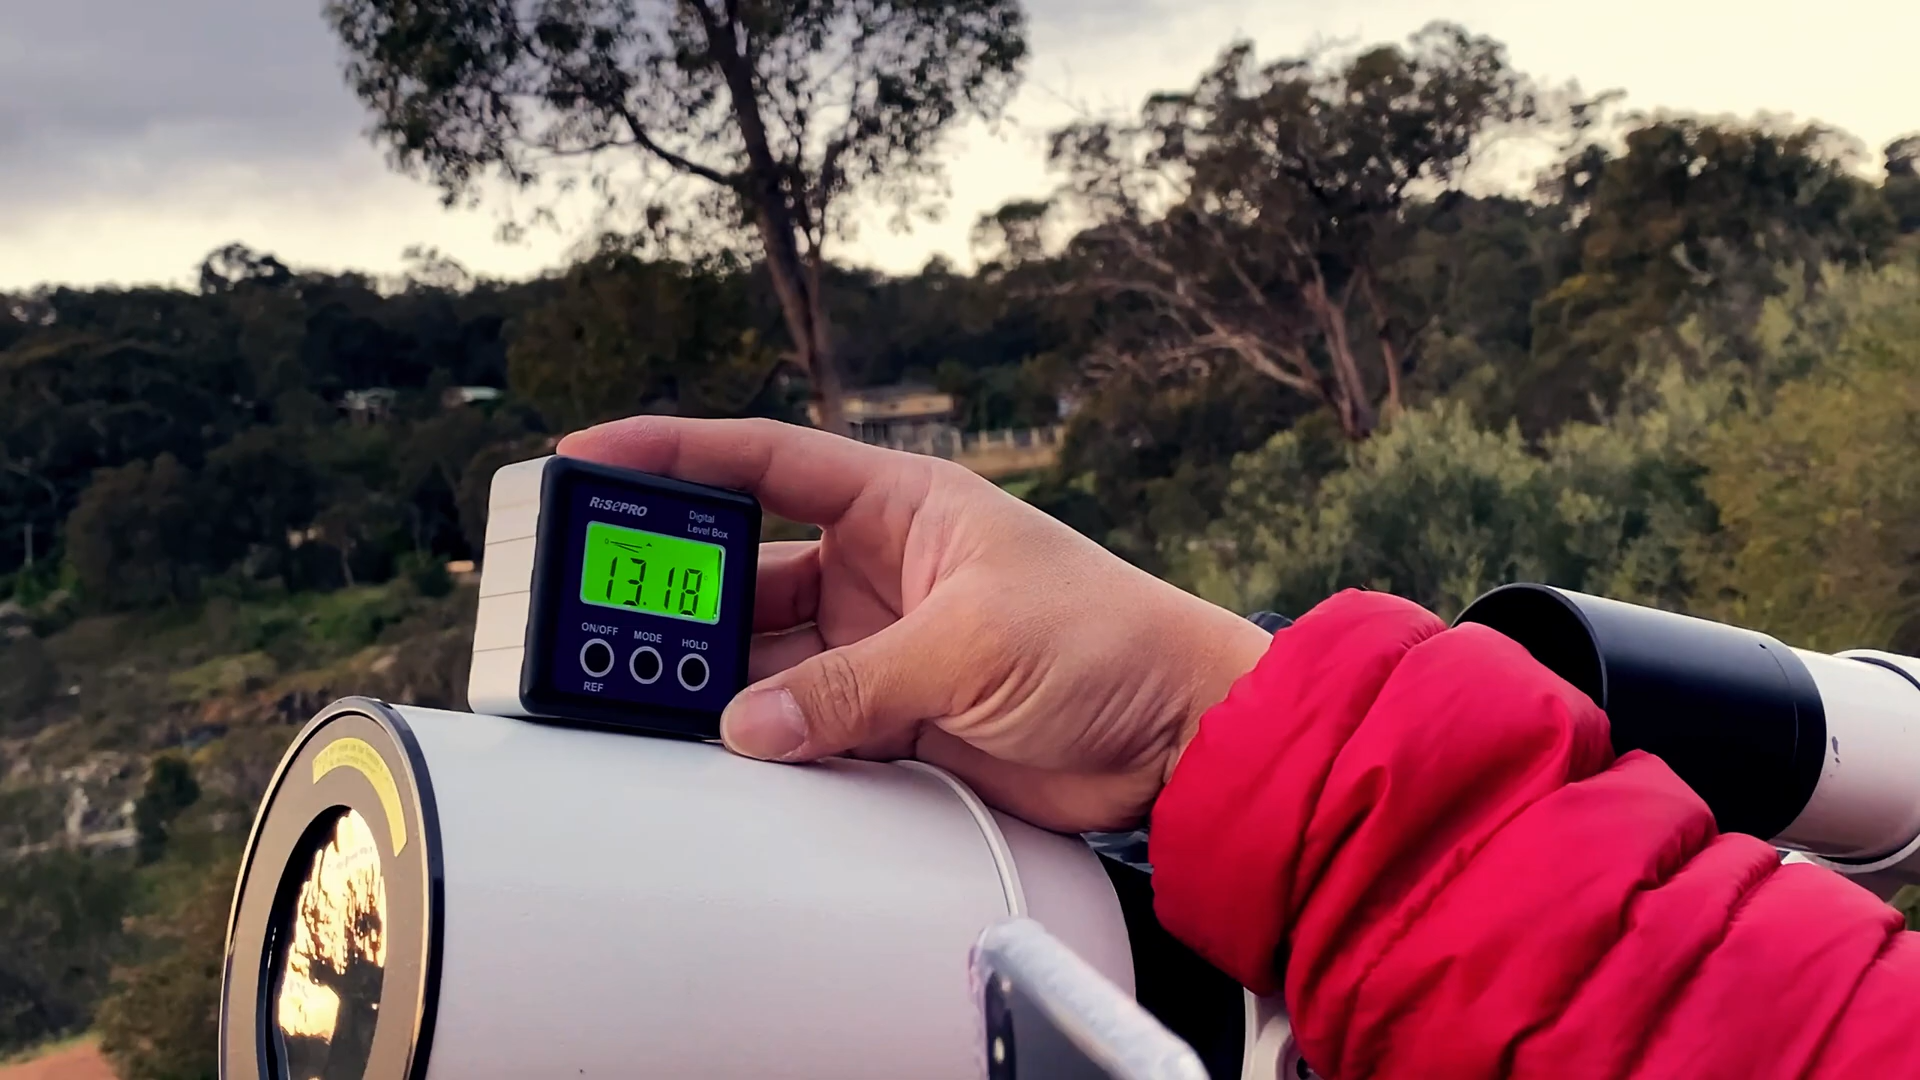 RiSePRO
Digital
Level Box
13.18°
ON/OFF
MODE
HOLD
REF